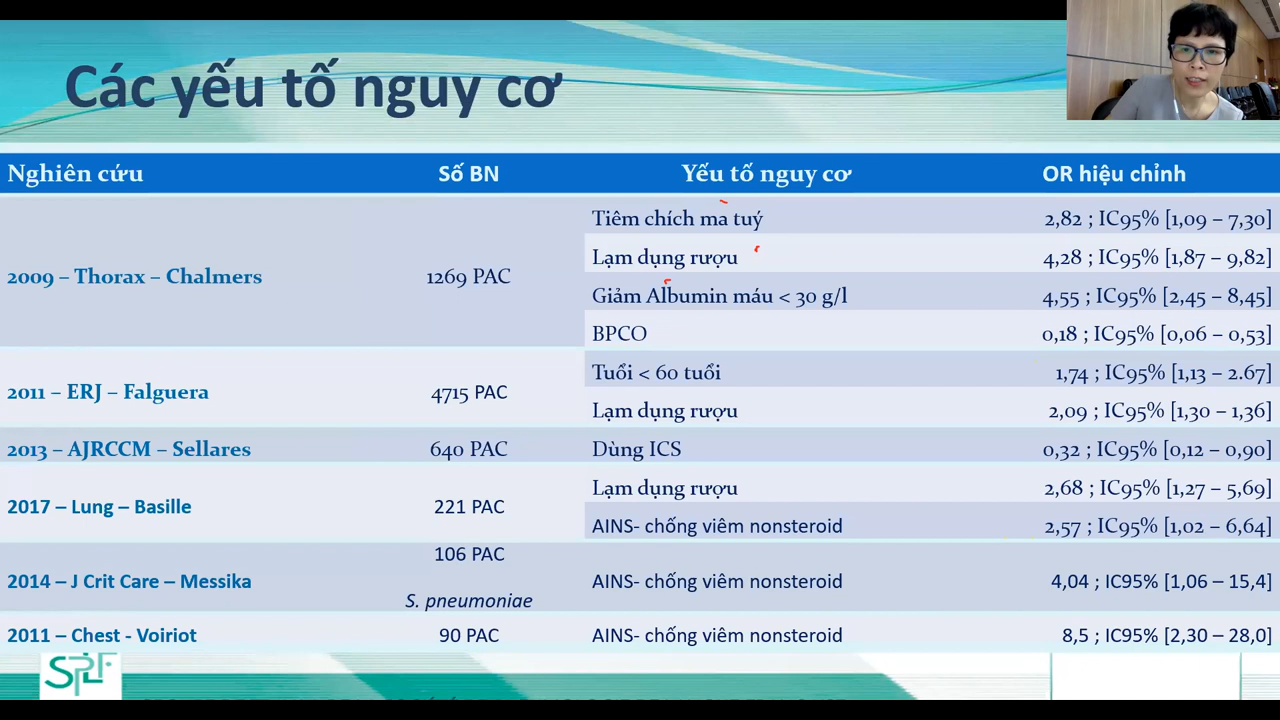 Các yếu tố nguy cơ
Nghiên cứu Số BN Yếu tố nguy cơ OR hiệu chỉnh
2009 – Thorax – Chalmers 1269 PAC Tiêm chích ma tuý 2,82 ; IC95% [1,09 – 7,30]
Lạm dụng rượu 4,28 ; IC95% [1,87 – 9,82]
Giảm Albumin máu < 30 g/l 4,55 ; IC95% [2,45 – 8,45]
BPCO 0,18 ; IC95% [0,06 – 0,53]
2011 – ERJ – Falguera 4715 PAC Tuổi < 60 tuổi 1,74 ; IC95% [1,13 – 2.67]
Lạm dụng rượu 2,09 ; IC95% [1,30 – 1,36]
2013 – AJRCCM – Sellares 640 PAC Dùng ICS 0,32 ; IC95% [0,12 – 0,90]
2017 – Lung – Basille 221 PAC Lạm dụng rượu 2,68 ; IC95% [1,27 – 5,69]
AINS- chống viêm nonsteroid 2,57 ; IC95% [1,02 – 6,64]
2014 – J Crit Care – Messika 106 PAC
S. pneumoniae AINS- chống viêm nonsteroid 4,04 ; IC95% [1,06 – 15,4]
2011 – Chest - Voiriot 90 PAC AINS- chống viêm nonsteroid 8,5 ; IC95% [2,30 – 28,0]
SPLF